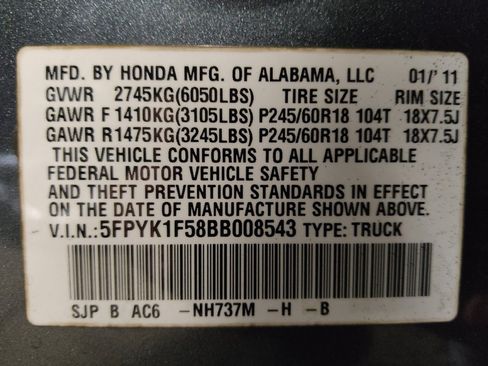 MFD. BY HONDA MFG. OF ALABAMA, LLC 01/'11
GVWR 2745KG(6050LBS) TIRE SIZE RIM SIZE
GAWR F 1410KG(3105LBS) P245/60R18 104T 18X7.5J
GAWR R 1475KG(3245LBS) P245/60R18 104T 18X7.5J
THIS VEHICLE CONFORMS TO ALL APPLICABLE
FEDERAL MOTOR VEHICLE SAFETY
AND THEFT PREVENTION STANDARDS IN EFFECT
ON THE DATE OF MANUFACTURE SHOWN ABOVE.
V.I.N.: 5FPYK1F58BB008543 TYPE: TRUCK
SJP B AC6 -NH737M -H -B